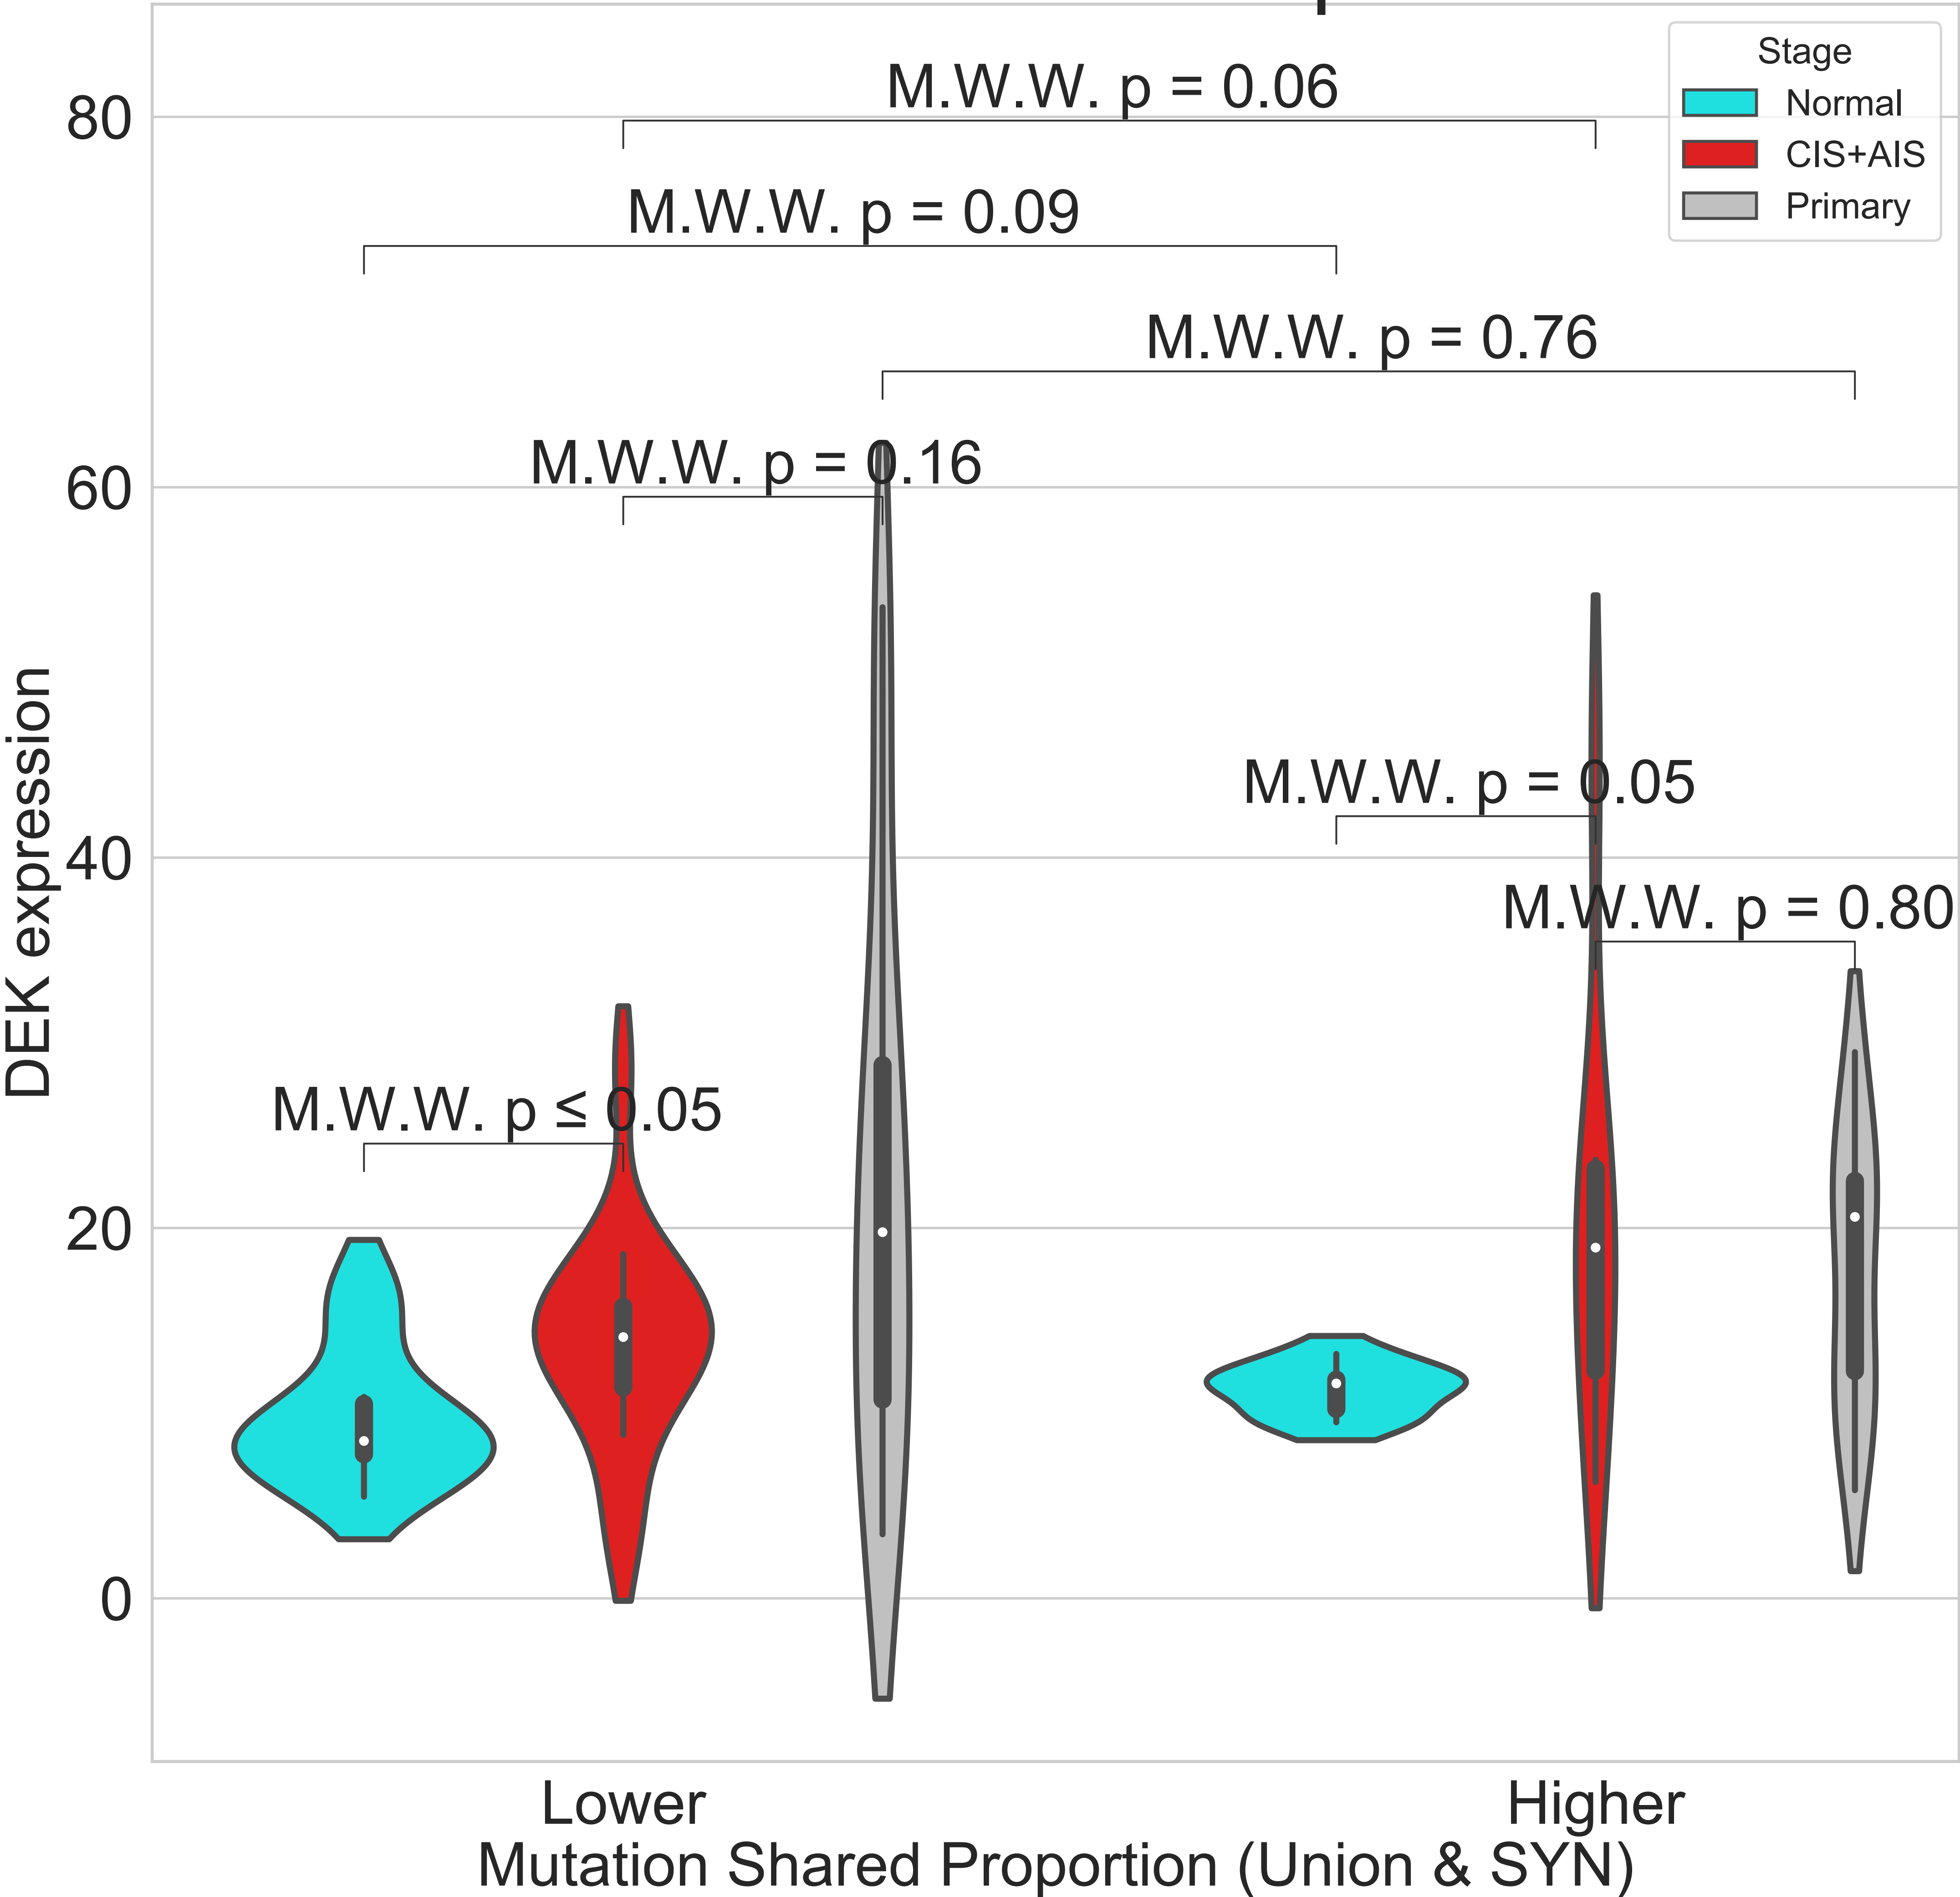 Stage
Normal
CIS+AIS
Primary
M.W.W. p = 0.06
M.W.W. p = 0.09
M.W.W. p = 0.76
M.W.W. p = 0.16
M.W.W. p = 0.05
M.W.W. p = 0.80
M.W.W. p ≤ 0.05
80
60
40
20
0
DEK expression
Lower
Higher
Mutation Shared Proportion (Union & SYN)